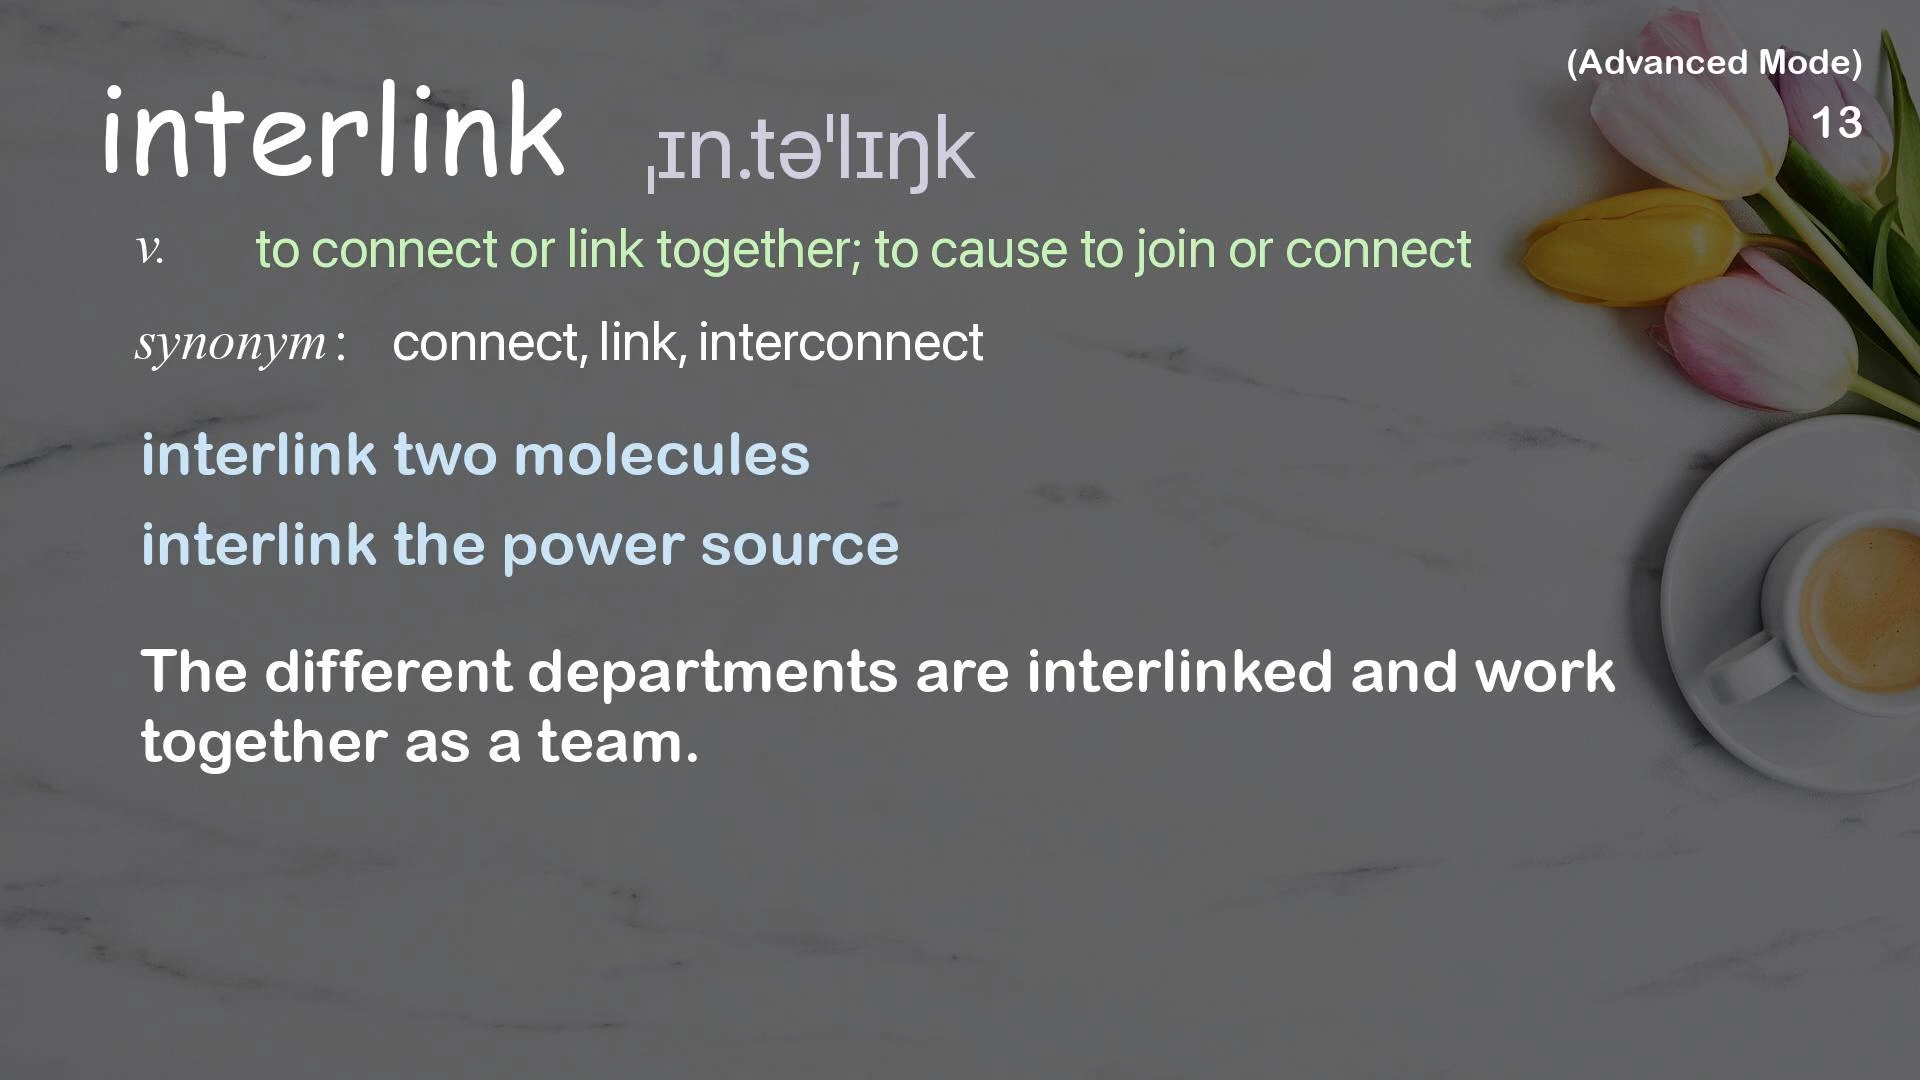 (Advanced Mode)
13
interlink ˌɪn.təˈlɪŋk
v. to connect or link together; to cause to join or connect
synonym : connect, link, interconnect
interlink two molecules
interlink the power source
The different departments are interlinked and work
together as a team.